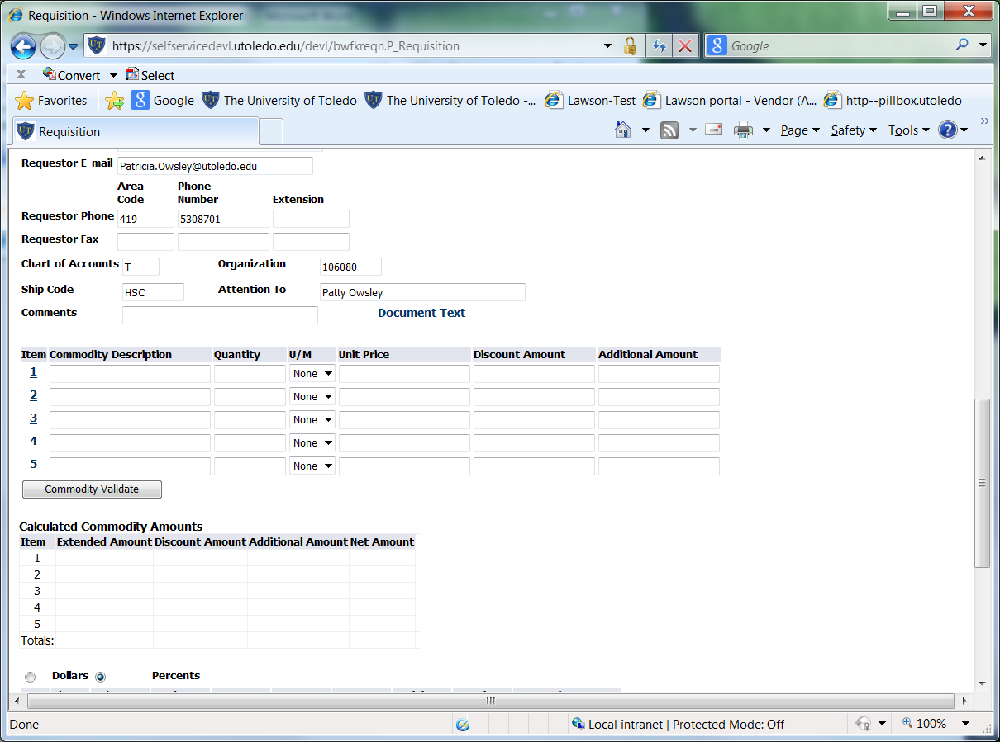 Requisition - Windows Internet Explorer
https://selfservicedevl.utoledo.edu/devl/bwfkreqn.P_Requisition
Google
Convert Select
Favorites Google The University of Toledo The University of Toledo -... Lawson-Test Lawson portal - Vendor (A... http--pillbox.utoledo
Requisition Page Safety Tools
Requestor E-mail Patricia.Owsley@utoledo.edu
Area Code Phone Number Extension
Requestor Phone 419 5308701
Requestor Fax
Chart of Accounts T Organization 106080
Ship Code HSC Attention To Patty Owsley
Comments Document Text
Item Commodity Description Quantity U/M Unit Price Discount Amount Additional Amount
1 None
2 None
3 None
4 None
5 None
Commodity Validate
Calculated Commodity Amounts
Item Extended Amount Discount Amount Additional Amount Net Amount
1
2
3
4
5
Totals:
Dollars Percents
Done Local intranet | Protected Mode: Off 100%